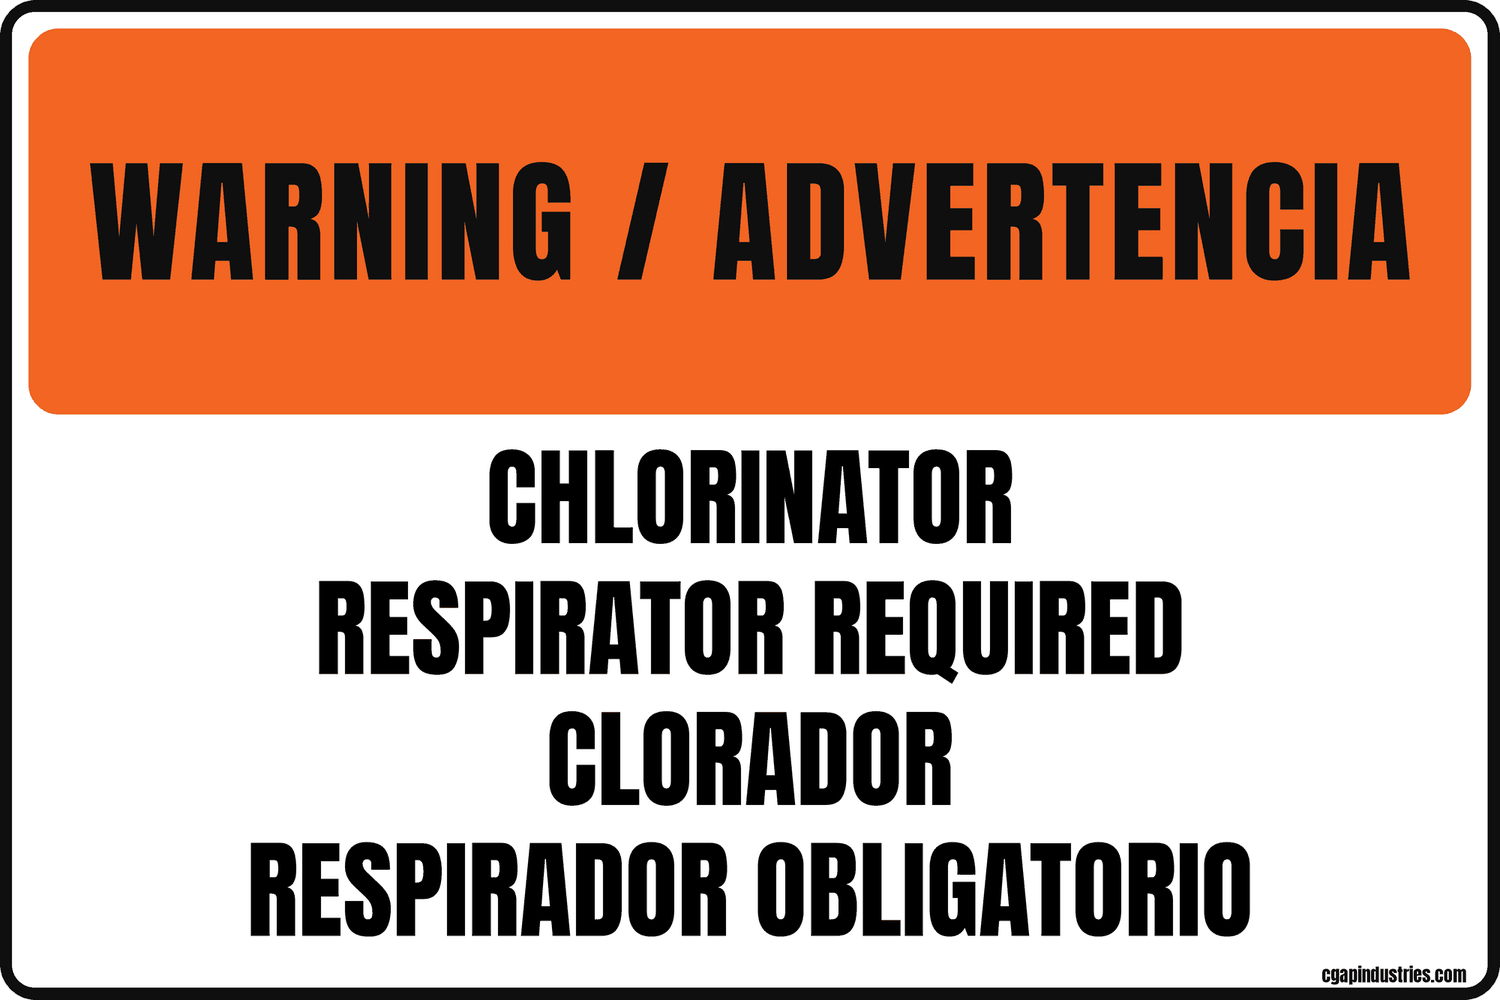 WARNING / ADVERTENCIA
CHLORINATOR
RESPIRATOR REQUIRED
CLORADOR
RESPIRADOR OBLIGATORIO
cgapindustries.com